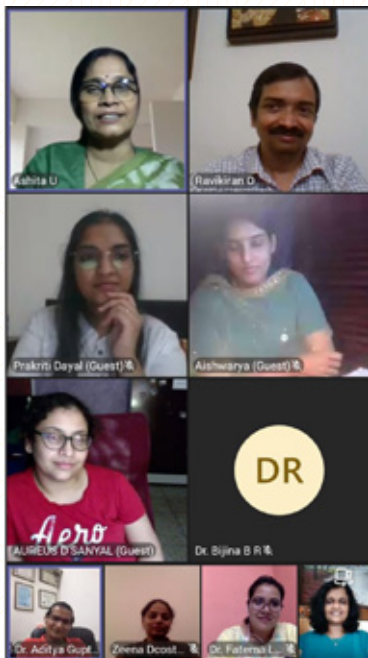 Ashita U
Ravikiran D
Prakriti Dayal (Guest)
Aishwarya (Guest)
Aero
AUREUS D SANYAL (Guest)
DR
Dr. Bijina B R
Dr. Aditya Gupt...
Zeena Dcost...
Dr. Fatema L...